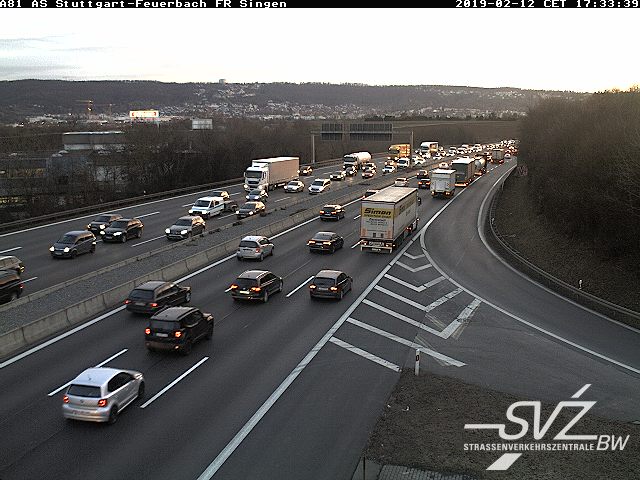 A81 AS Stuttgart-Feuerbach FR Singen
2019-02-12 CET 17:33:39
Simon
SVZ BW
STRASSENVERKEHRSZENTRALE